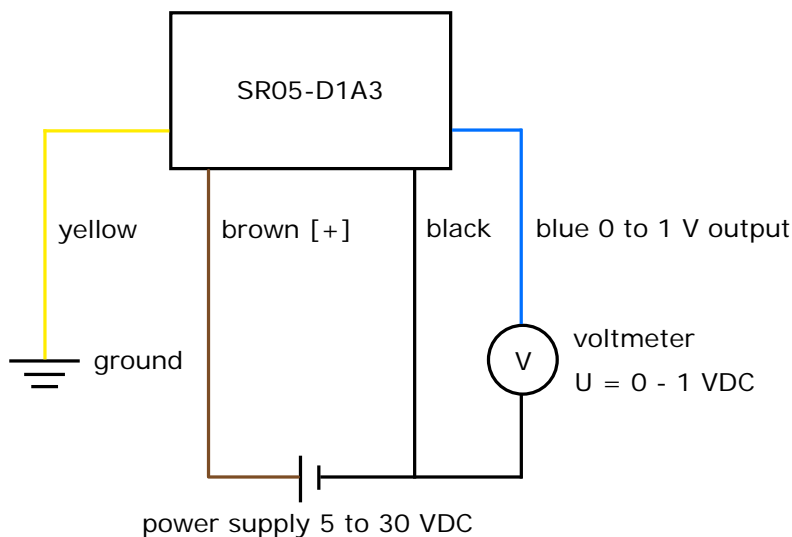 SR05-D1A3
yellow
brown [+]
black
blue 0 to 1 V output
ground
V
voltmeter
U = 0 - 1 VDC
power supply 5 to 30 VDC